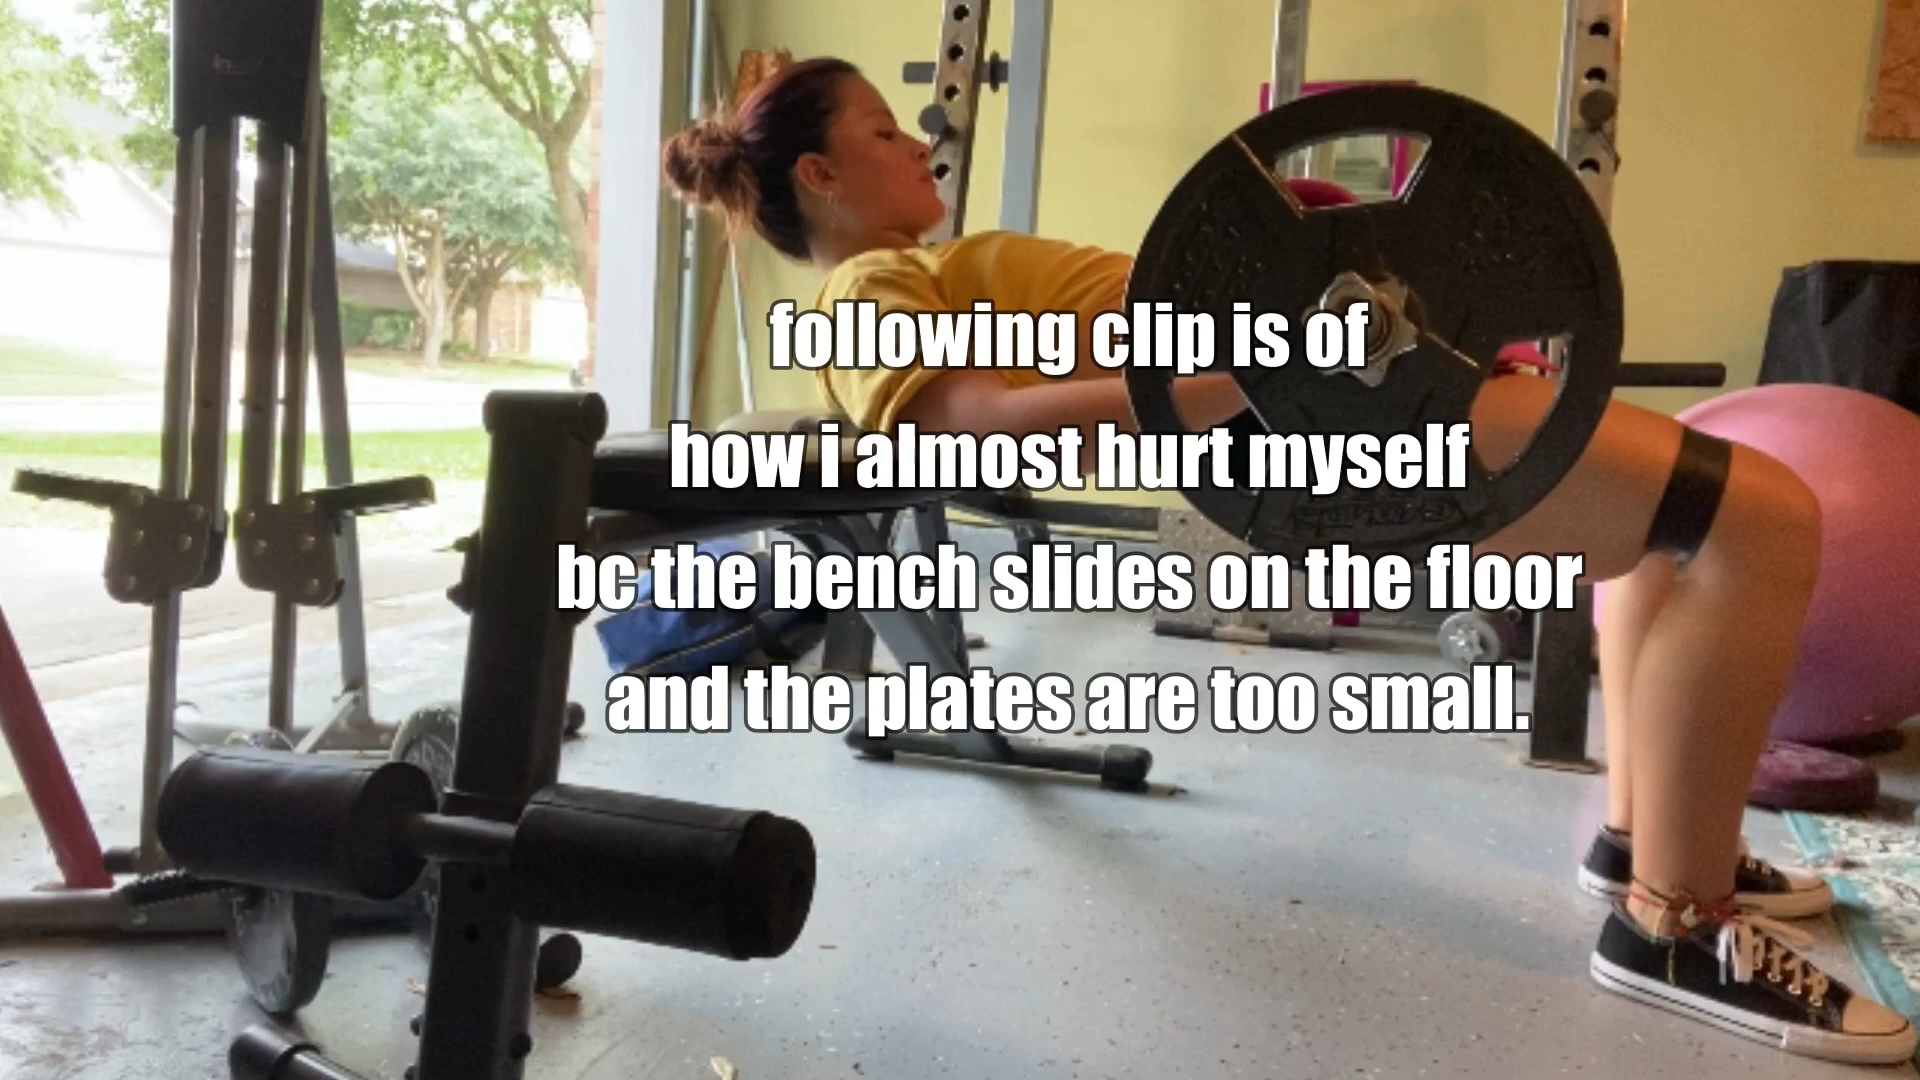 following clip is of
how i almost hurt myself
bc the bench slides on the floor
and the plates are too small.